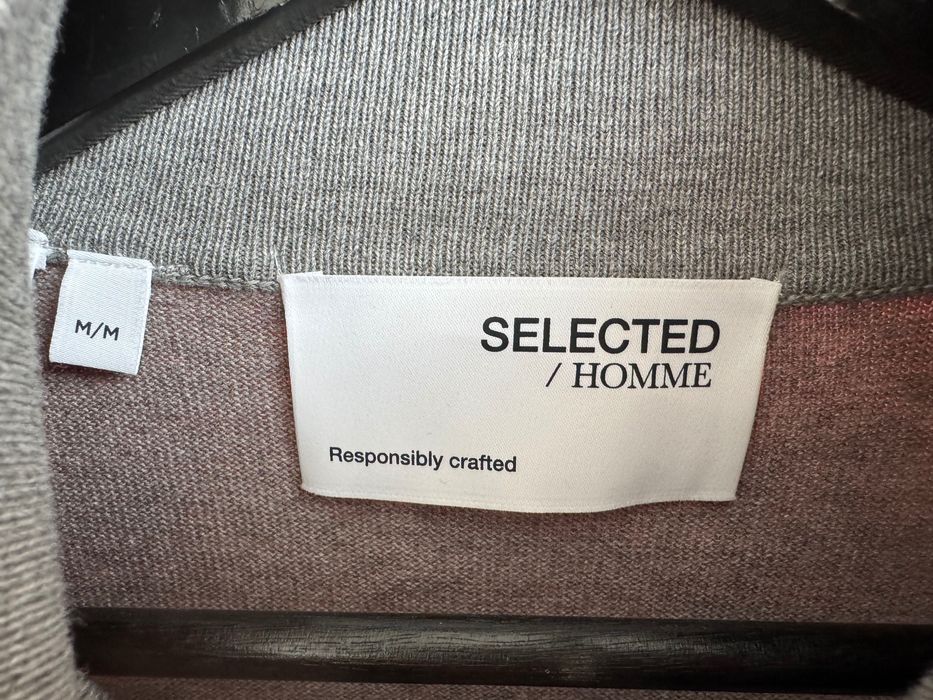 M/M
SELECTED
/ HOMME
Responsibly crafted